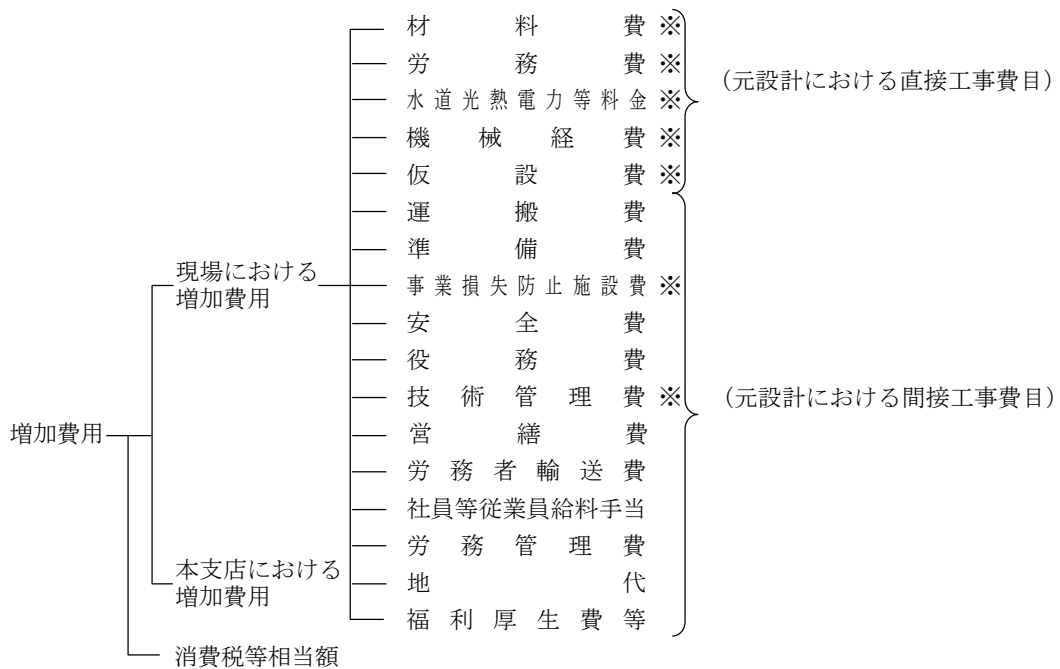 材料費※
労務費※
水道光熱電力等料金※
機械経費※
仮設費※
(元設計における直接工事費目)
運搬費
準備費
事業損失防止施設費※
安全費
役務費
技術管理費※
営繕費
労務者輸送費
社員等従業員給料手当
労務管理費
地代
福利厚生費等
(元設計における間接工事費目)
現場における
増加費用
増加費用
本支店における
増加費用
消費税等相当額